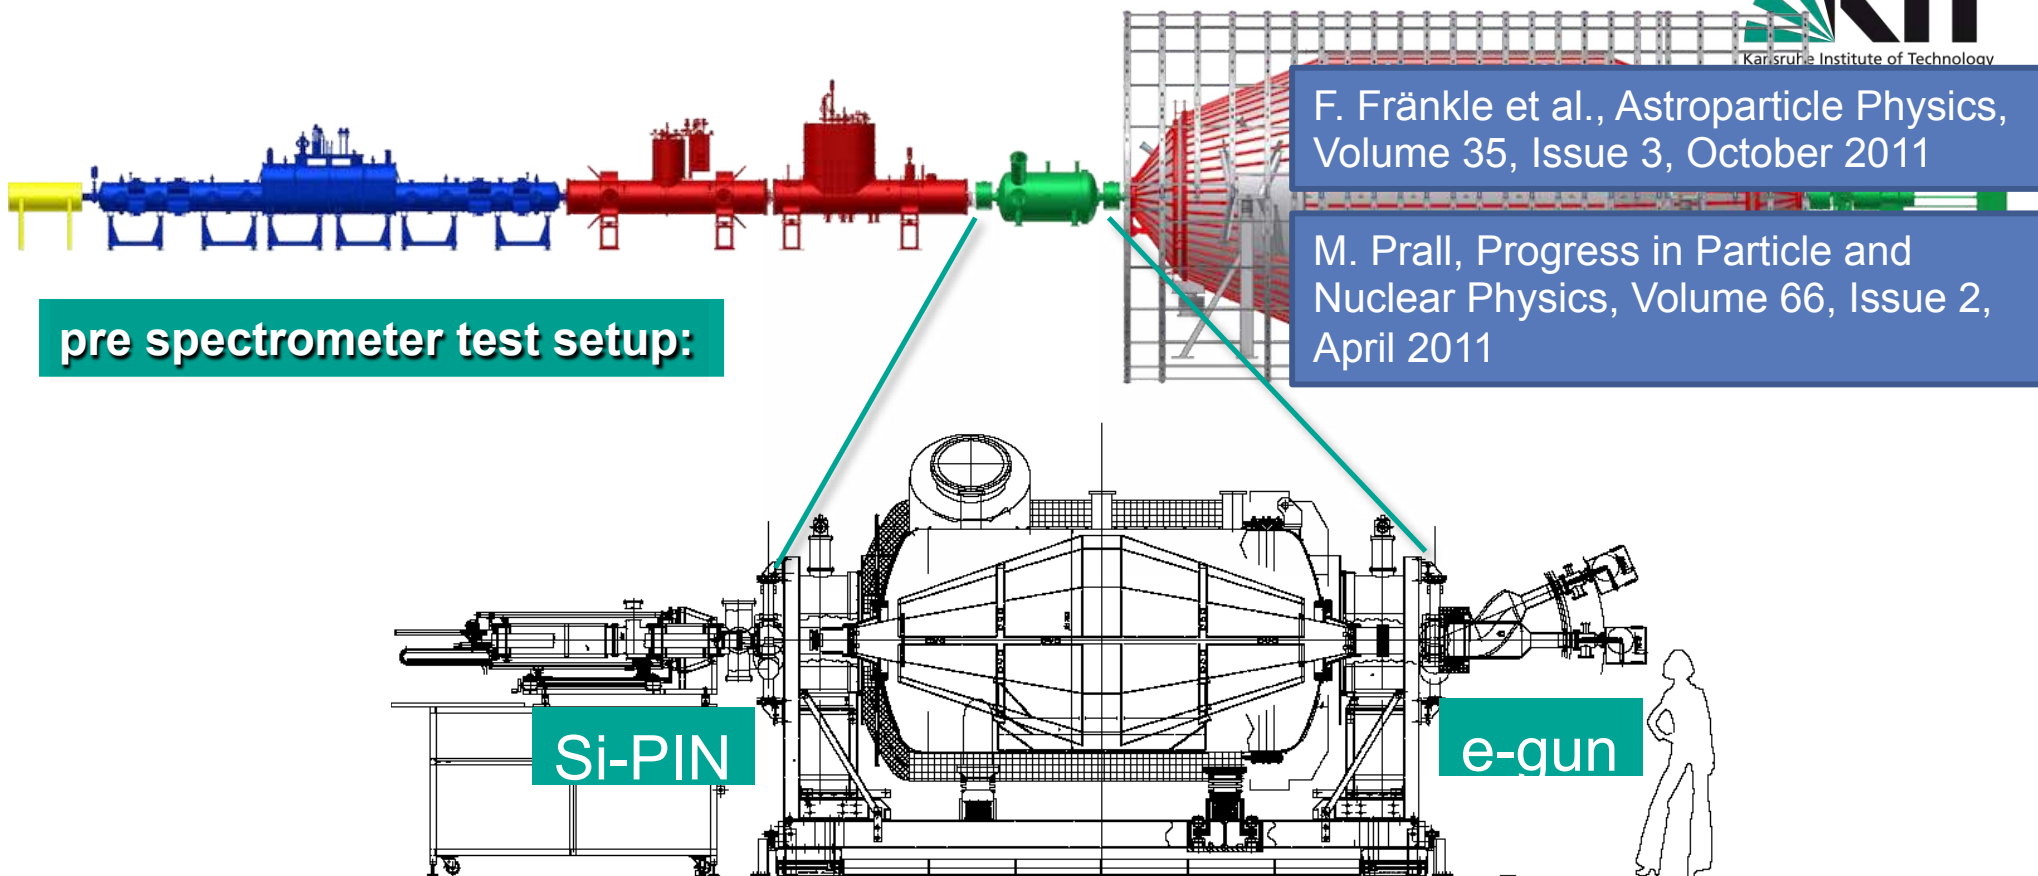 KIT
Karlsruhe Institute of Technology
F. Fränkle et al., Astroparticle Physics,
Volume 35, Issue 3, October 2011
M. Prall, Progress in Particle and
Nuclear Physics, Volume 66, Issue 2,
April 2011
pre spectrometer test setup:
Si-PIN
e-gun